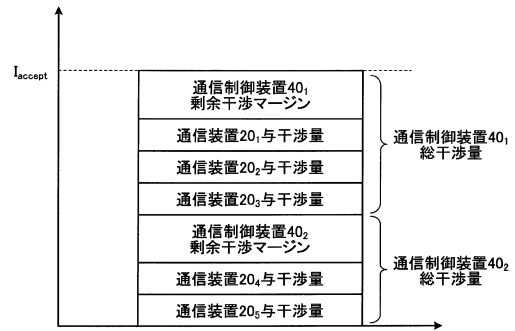 I_accept
通信制御装置40₁
剰余干渉マージン
通信装置20₁与干渉量
通信装置20₂与干渉量
通信装置20₃与干渉量
通信制御装置40₂
剰余干渉マージン
通信装置20₄与干渉量
通信装置20₅与干渉量
通信制御装置40₁
総干渉量
通信制御装置40₂
総干渉量